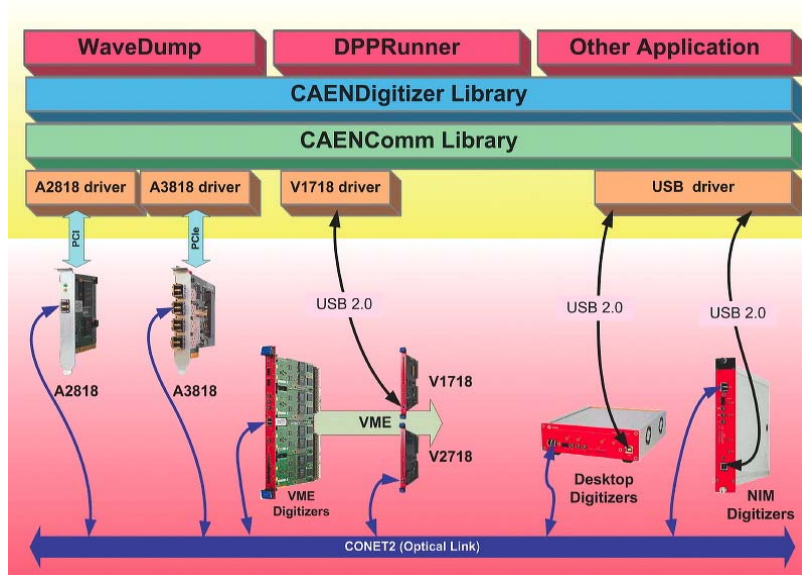 WaveDump
DPPRunner
Other Application
CAENDigitizer Library
CAENComm Library
A2818 driver
A3818 driver
V1718 driver
USB driver
PCI
PCIe
USB 2.0
USB 2.0
USB 2.0
A2818
A3818
V1718
VME
V2718
VME
Digitizers
Desktop
Digitizers
NIM
Digitizers
CONET2 (Optical Link)